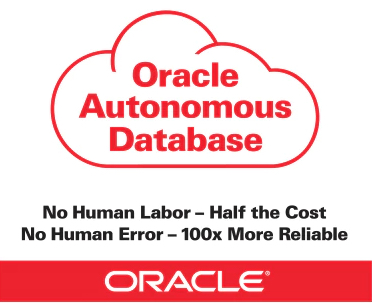 Oracle
Autonomous
Database
No Human Labor – Half the Cost
No Human Error – 100x More Reliable
ORACLE®